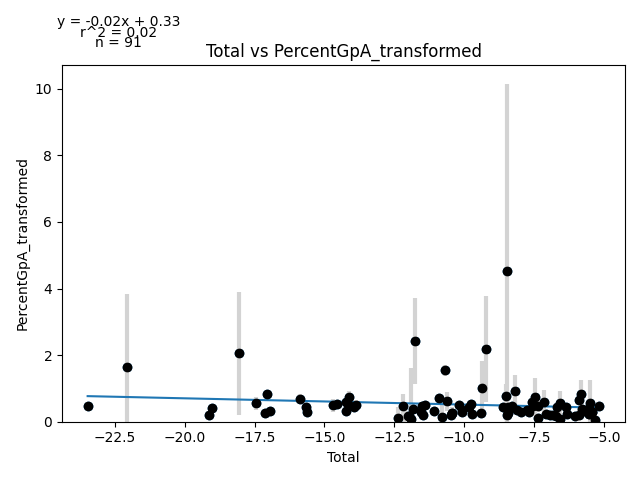 y = -0.02x + 0.33
r^2 = 0.02
n = 91
Total vs PercentGpA_transformed
PercentGpA_transformed
10
8
6
4
2
0
−22.5 −20.0 −17.5 −15.0 −12.5 −10.0 −7.5 −5.0
Total